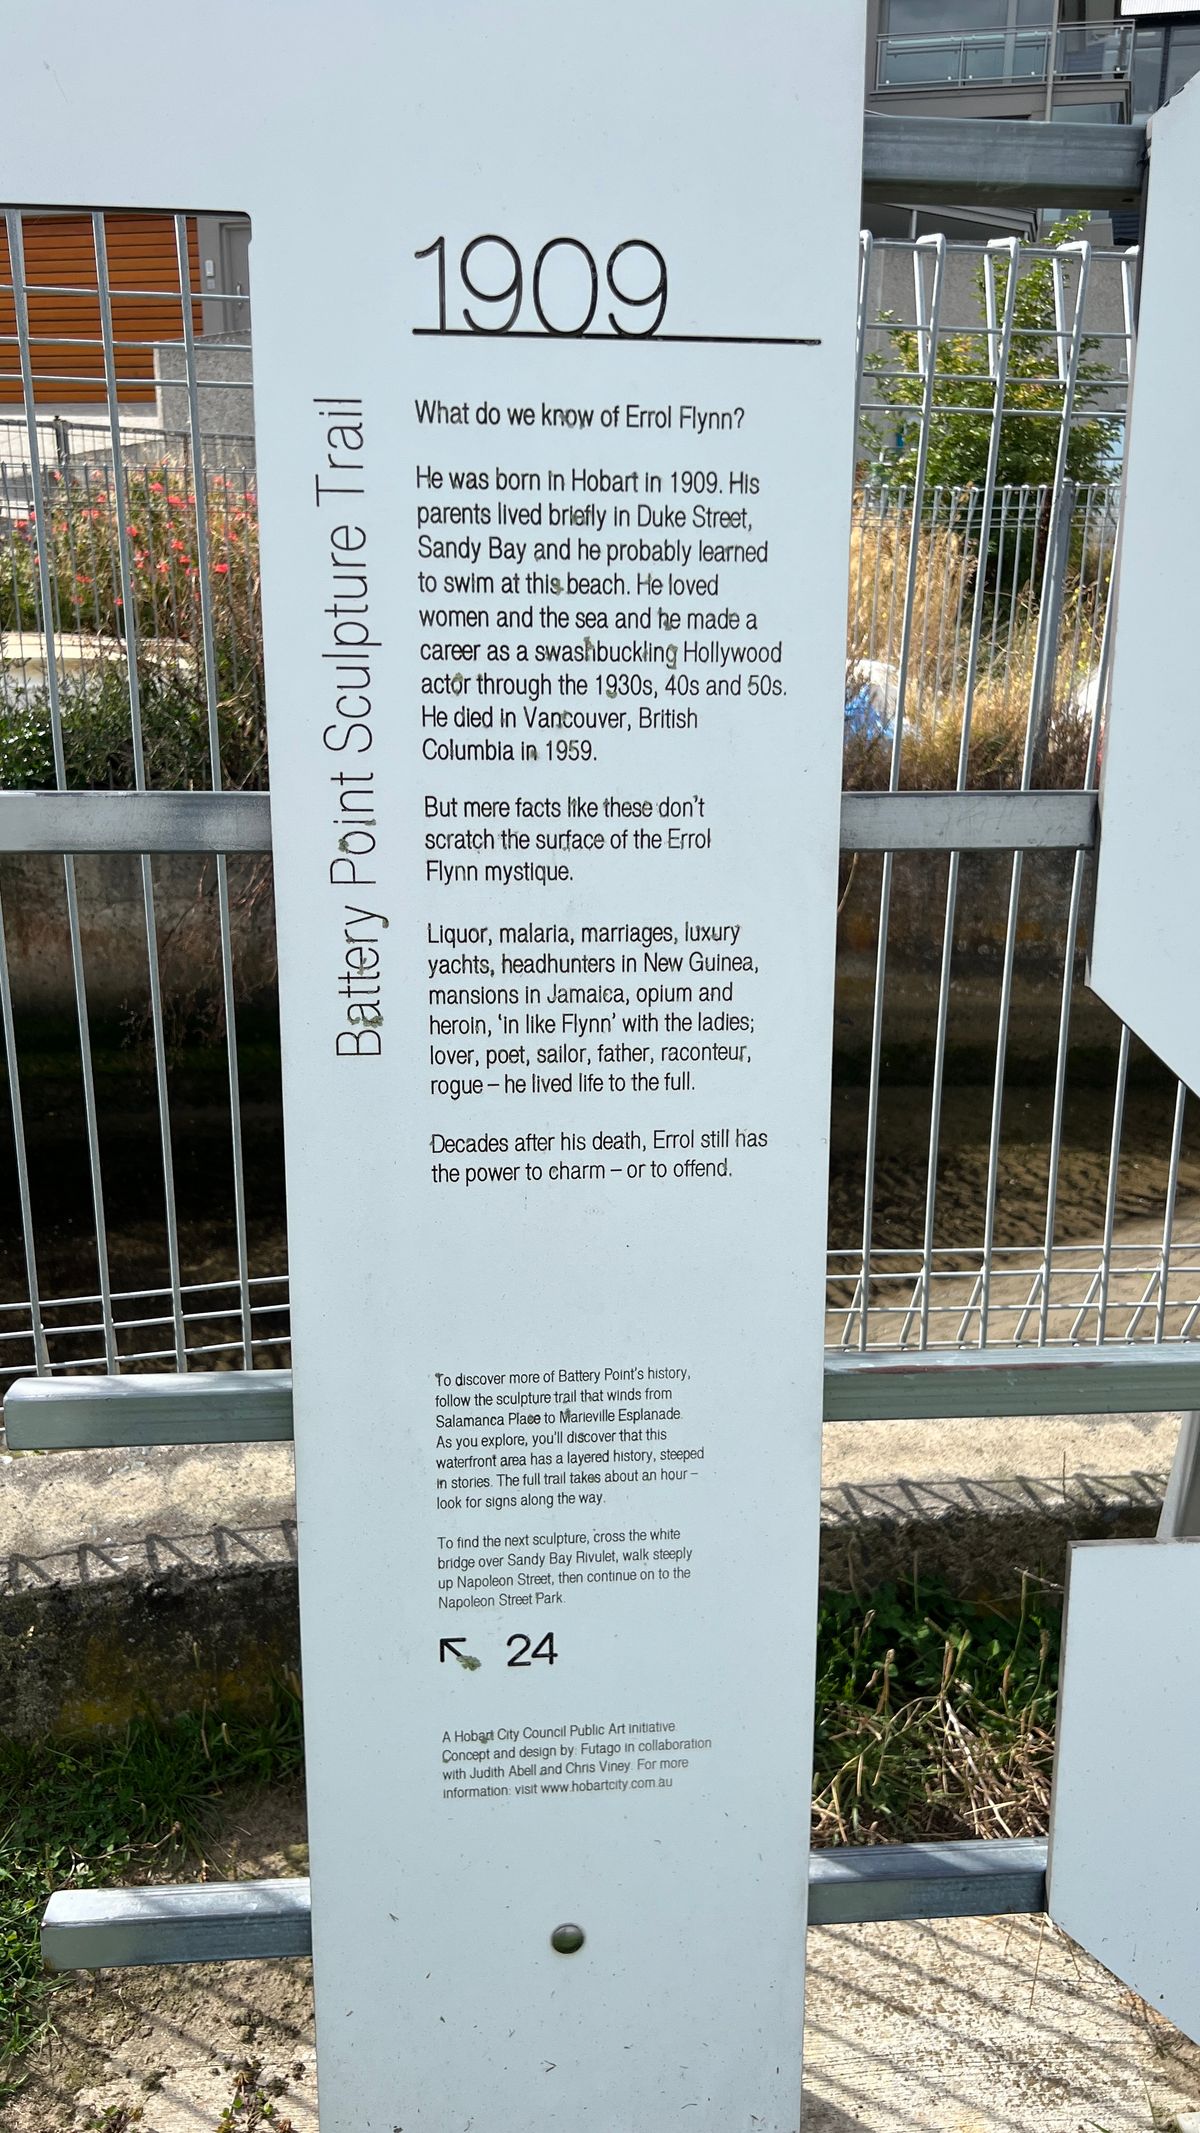 1909
Battery Point Sculpture Trail
What do we know of Errol Flynn?
He was born in Hobart in 1909. His
parents lived briefly in Duke Street,
Sandy Bay and he probably learned
to swim at this beach. He loved
women and the sea and he made a
career as a swashbuckling Hollywood
actor through the 1930s, 40s and 50s.
He died in Vancouver, British
Columbia in 1959.
But mere facts like these don't
scratch the surface of the Errol
Flynn mystique.
Liquor, malaria, marriages, luxury
yachts, headhunters in New Guinea,
mansions in Jamaica, opium and
heroin, ‘in like Flynn’ with the ladies;
lover, poet, sailor, father, raconteur,
rogue – he lived life to the full.
Decades after his death, Errol still has
the power to charm – or to offend.
To discover more of Battery Point's history,
follow the sculpture trail that winds from
Salamanca Place to Marieville Esplanade.
As you explore, you'll discover that this
waterfront area has a layered history, steeped
in stories. The full trail takes about an hour –
look for signs along the way.
To find the next sculpture, cross the white
bridge over Sandy Bay Rivulet, walk steeply
up Napoleon Street, then continue on to the
Napoleon Street Park.
↖ 24
A Hobart City Council Public Art Initiative
Concept and design by: Futago in collaboration
with Judith Abell and Chris Viney. For more
information: visit www.hobartcity.com.au